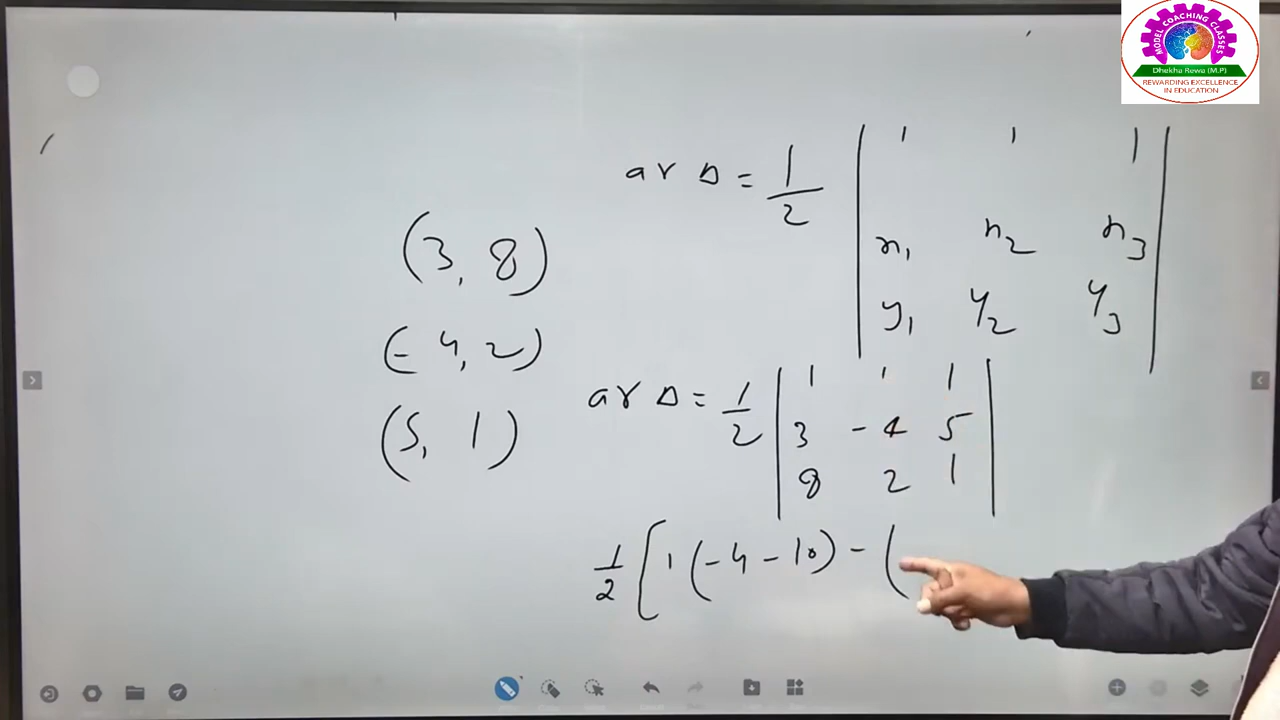 MODEL COACHING CLASSES
Dhekha Rewa (M.P)
REWARDING EXCELLENCE
IN EDUCATION
(3, 8)
(-4, 2)
(5, 1)
ar Δ = 1/2 | 1 1 1
x₁ x₂ x₃
y₁ y₂ y₃ |
ar Δ = 1/2 | 1 1 1
3 -4 5
8 2 1 |
1/2 [ 1 (-4 - 10) - (